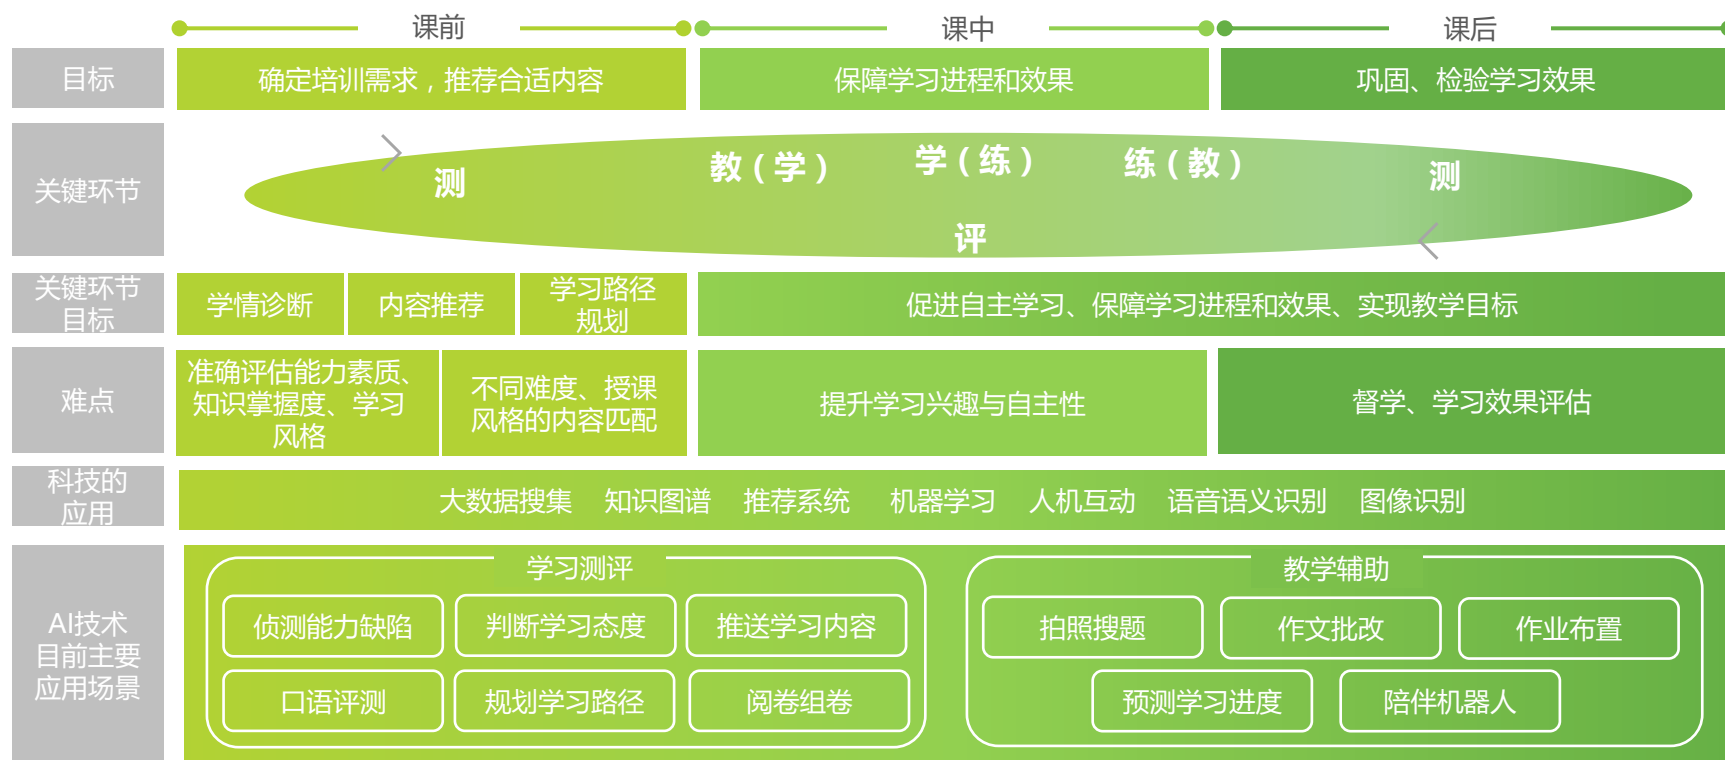 课前
课中
课后
目标
确定培训需求，推荐合适内容
保障学习进程和效果
巩固、检验学习效果
关键环节
测
教（学）
学（练）
练（教）
测
评
关键环节
目标
学情诊断
内容推荐
学习路径
规划
促进自主学习、保障学习进程和效果、实现教学目标
难点
准确评估能力素质、
知识掌握度、学习
风格
不同难度、授课
风格的内容匹配
提升学习兴趣与自主性
督学、学习效果评估
科技的
应用
大数据搜集 知识图谱 推荐系统 机器学习 人机互动 语音语义识别 图像识别
AI技术
目前主要
应用场景
学习测评
侦测能力缺陷
判断学习态度
推送学习内容
口语评测
规划学习路径
阅卷组卷
教学辅助
拍照搜题
作文批改
作业布置
预测学习进度
陪伴机器人